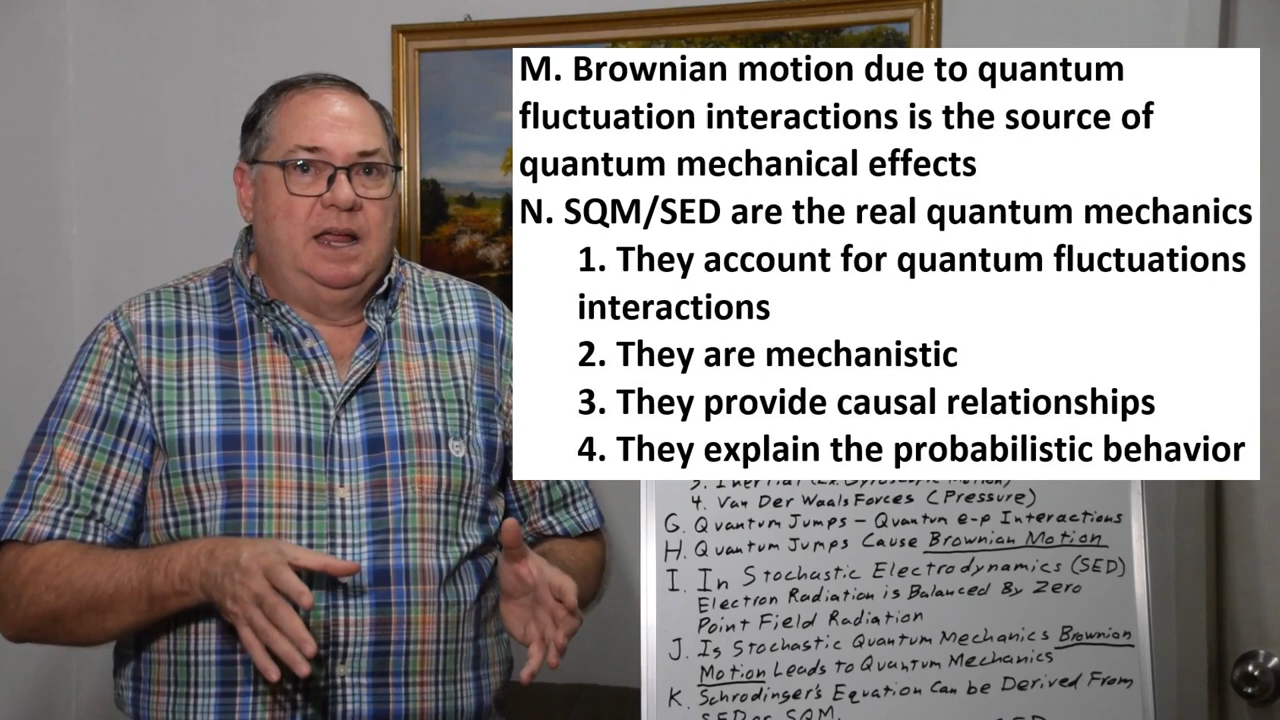 M. Brownian motion due to quantum
fluctuation interactions is the source of
quantum mechanical effects
N. SQM/SED are the real quantum mechanics
1. They account for quantum fluctuations
interactions
2. They are mechanistic
3. They provide causal relationships
4. They explain the probabilistic behavior
4. Van Der Waals Forces (Pressure)
G. Quantum Jumps - Quantum e-p Interactions
H. Quantum Jumps Cause Brownian Motion
I. In Stochastic Electrodynamics (SED)
Electron Radiation is Balanced By Zero
Point Field Radiation
J. Is Stochastic Quantum Mechanics Brownian
Motion Leads to Quantum Mechanics
K. Schrodinger's Equation Can be Derived From
SED or SQM.